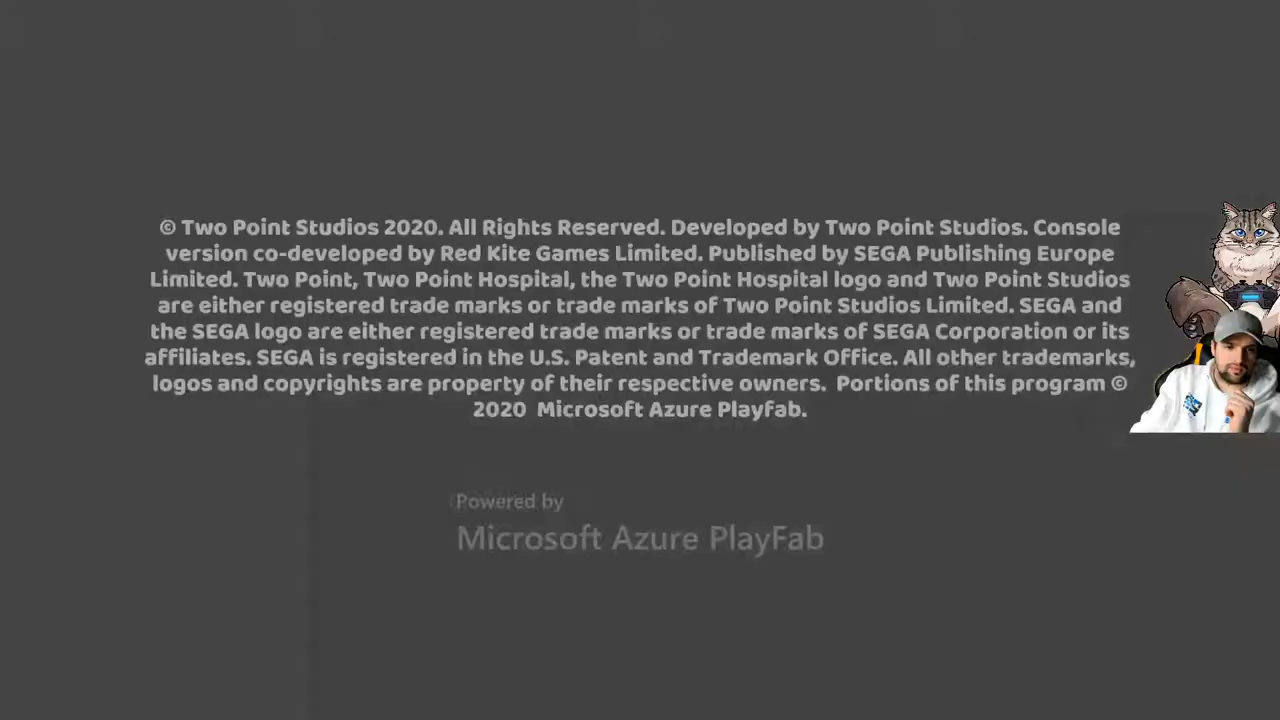 © Two Point Studios 2020. All Rights Reserved. Developed by Two Point Studios. Console
version co-developed by Red Kite Games Limited. Published by SEGA Publishing Europe
Limited. Two Point, Two Point Hospital, the Two Point Hospital logo and Two Point Studios
are either registered trade marks or trade marks of Two Point Studios Limited. SEGA and
the SEGA logo are either registered trade marks or trade marks of SEGA Corporation or its
affiliates. SEGA is registered in the U.S. Patent and Trademark Office. All other trademarks,
logos and copyrights are property of their respective owners. Portions of this program ©
2020 Microsoft Azure Playfab.
Powered by
Microsoft Azure PlayFab